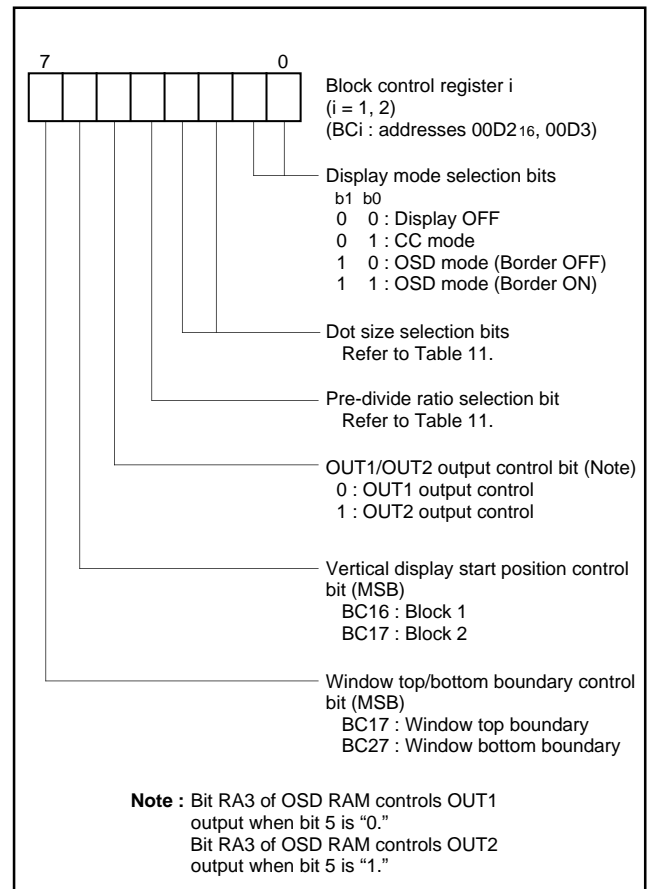 7 0
Block control register i
(i = 1, 2)
(BCi : addresses 00D216, 00D3)
Display mode selection bits
b1 b0
0 0 : Display OFF
0 1 : CC mode
1 0 : OSD mode (Border OFF)
1 1 : OSD mode (Border ON)
Dot size selection bits
Refer to Table 11.
Pre-divide ratio selection bit
Refer to Table 11.
OUT1/OUT2 output control bit (Note)
0 : OUT1 output control
1 : OUT2 output control
Vertical display start position control
bit (MSB)
BC16 : Block 1
BC17 : Block 2
Window top/bottom boundary control
bit (MSB)
BC17 : Window top boundary
BC27 : Window bottom boundary
Note : Bit RA3 of OSD RAM controls OUT1
output when bit 5 is “0.”
Bit RA3 of OSD RAM controls OUT2
output when bit 5 is “1.”